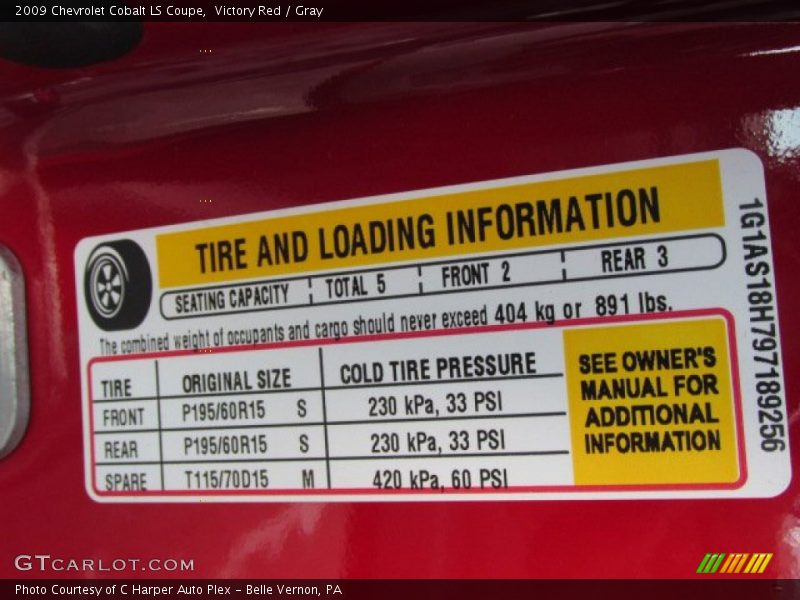 2009 Chevrolet Cobalt LS Coupe, Victory Red / Gray
TIRE AND LOADING INFORMATION
SEATING CAPACITY TOTAL 5 FRONT 2 REAR 3
The combined weight of occupants and cargo should never exceed 404 kg or 891 lbs.
TIRE ORIGINAL SIZE COLD TIRE PRESSURE
FRONT P195/60R15 S 230 kPa, 33 PSI
REAR P195/60R15 S 230 kPa, 33 PSI
SPARE T115/70D15 M 420 kPa, 60 PSI
SEE OWNER'S
MANUAL FOR
ADDITIONAL
INFORMATION
1G1AS18H797189256
GTCARLOT.COM
Photo Courtesy of C Harper Auto Plex - Belle Vernon, PA